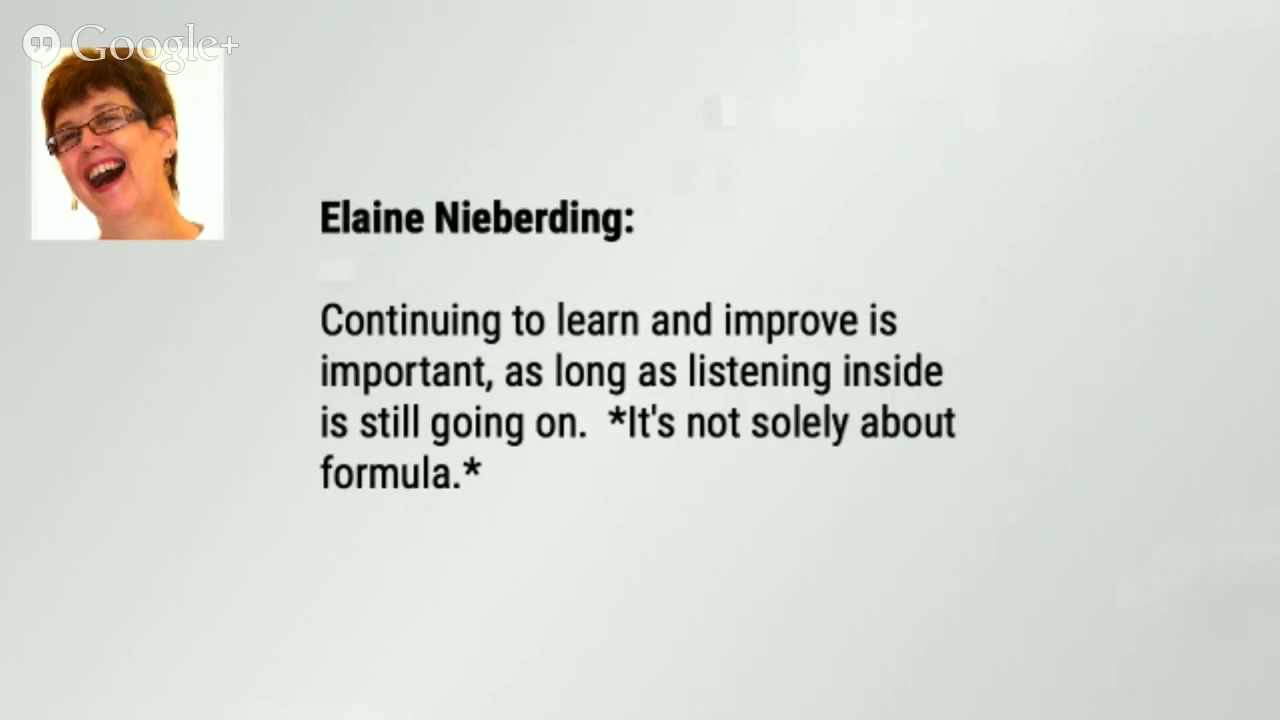 Google+
Elaine Nieberding:
Continuing to learn and improve is
important, as long as listening inside
is still going on.  *It's not solely about
formula.*